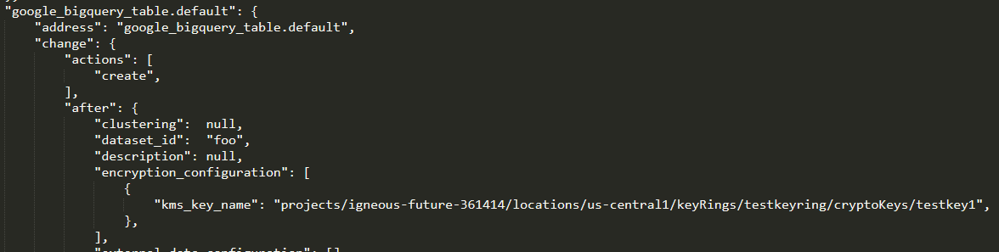 "google_bigquery_table.default": {
"address": "google_bigquery_table.default",
"change": {
"actions": [
"create",
],
"after": {
"clustering":  null,
"dataset_id":  "foo",
"description": null,
"encryption_configuration": [
{
"kms_key_name": "projects/igneous-future-361414/locations/us-central1/keyRings/testkeyring/cryptoKeys/testkey1",
},
],
"external_data_configuration": []